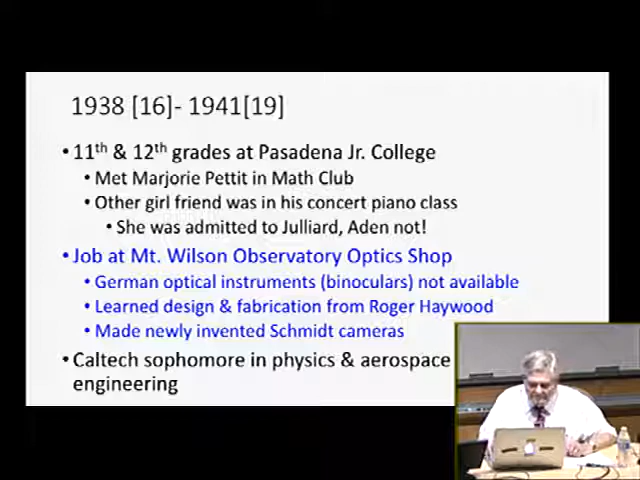 1938 [16]- 1941[19]
• 11th & 12th grades at Pasadena Jr. College
• Met Marjorie Pettit in Math Club
• Other girl friend was in his concert piano class
• She was admitted to Julliard, Aden not!
• Job at Mt. Wilson Observatory Optics Shop
• German optical instruments (binoculars) not available
• Learned design & fabrication from Roger Haywood
• Made newly invented Schmidt cameras
• Caltech sophomore in physics & aerospace
engineering